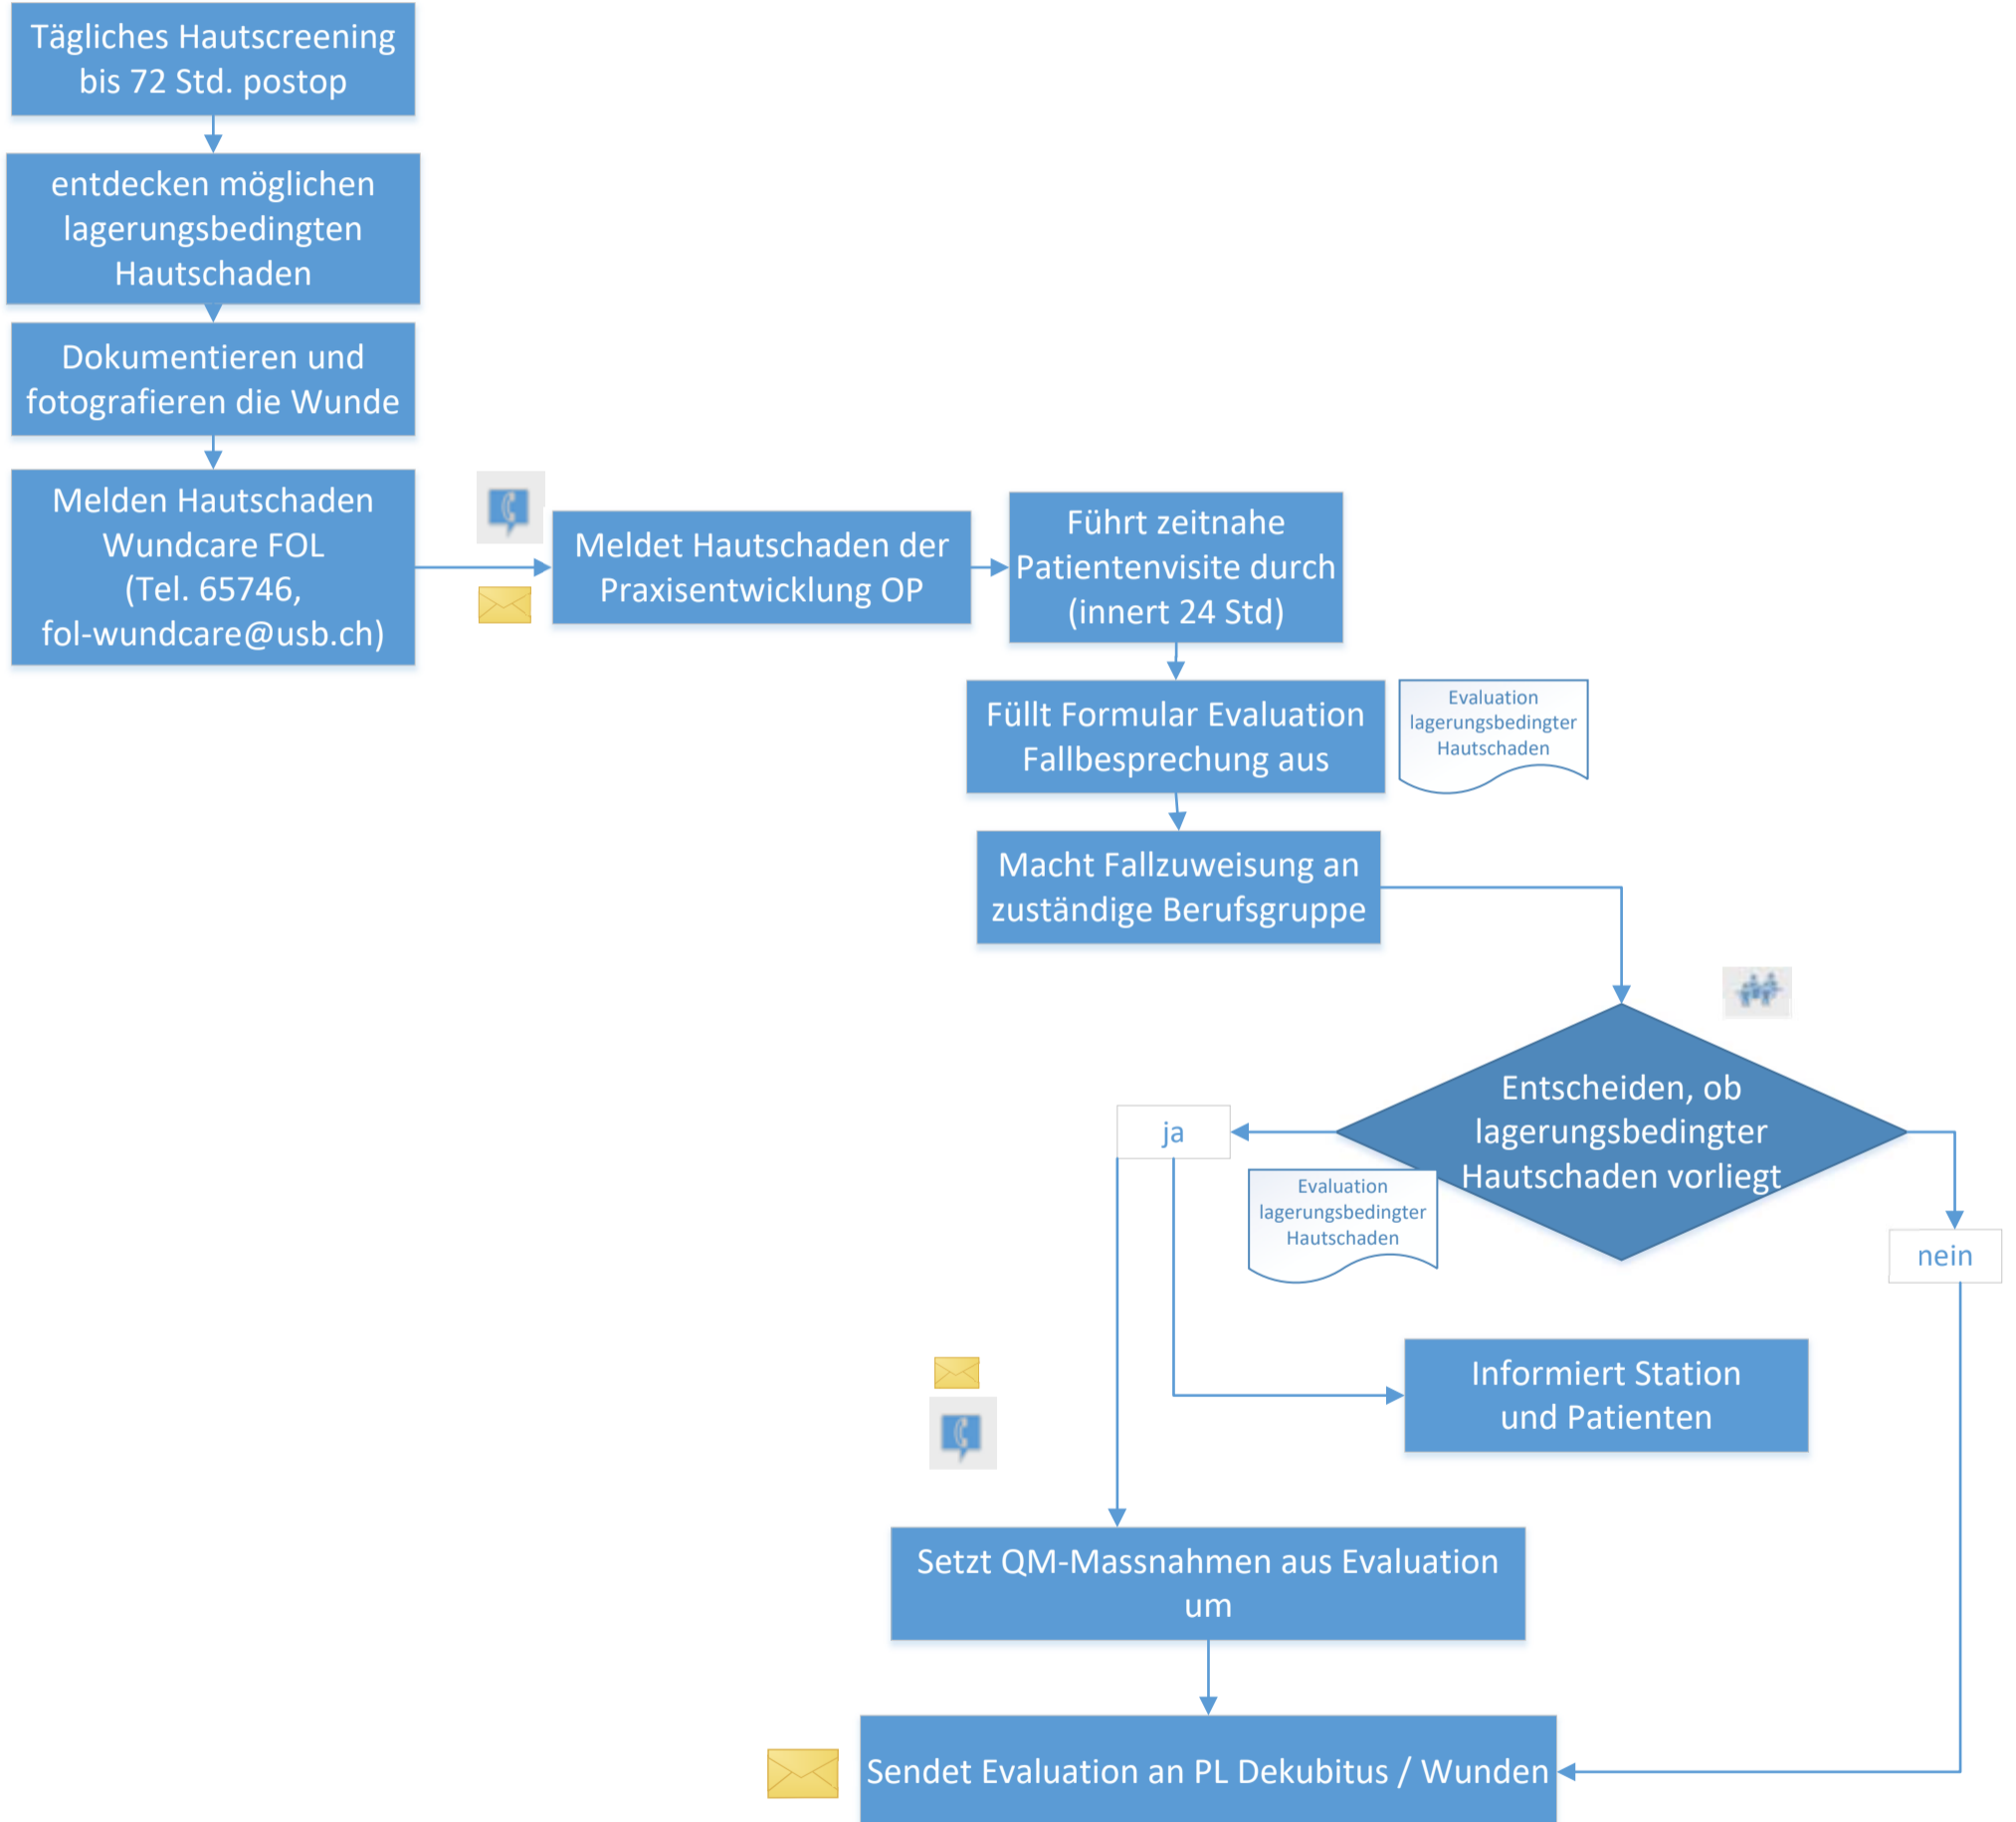 Tägliches Hautscreening
bis 72 Std. postop
entdecken möglichen
lagerungsbedingten
Hautschaden
Dokumentieren und
fotografieren die Wunde
Melden Hautschaden
Wundcare FOL
(Tel. 65746,
fol-wundcare@usb.ch)
Meldet Hautschaden der
Praxisentwicklung OP
Führt zeitnahe
Patientenvisite durch
(innert 24 Std)
Füllt Formular Evaluation
Fallbesprechung aus
Evaluation
lagerungsbedingter
Hautschaden
Macht Fallzuweisung an
zuständige Berufsgruppe
Entscheiden, ob
lagerungsbedingter
Hautschaden vorliegt
ja
Evaluation
lagerungsbedingter
Hautschaden
nein
Informiert Station
und Patienten
Setzt QM-Massnahmen aus Evaluation
um
Sendet Evaluation an PL Dekubitus / Wunden